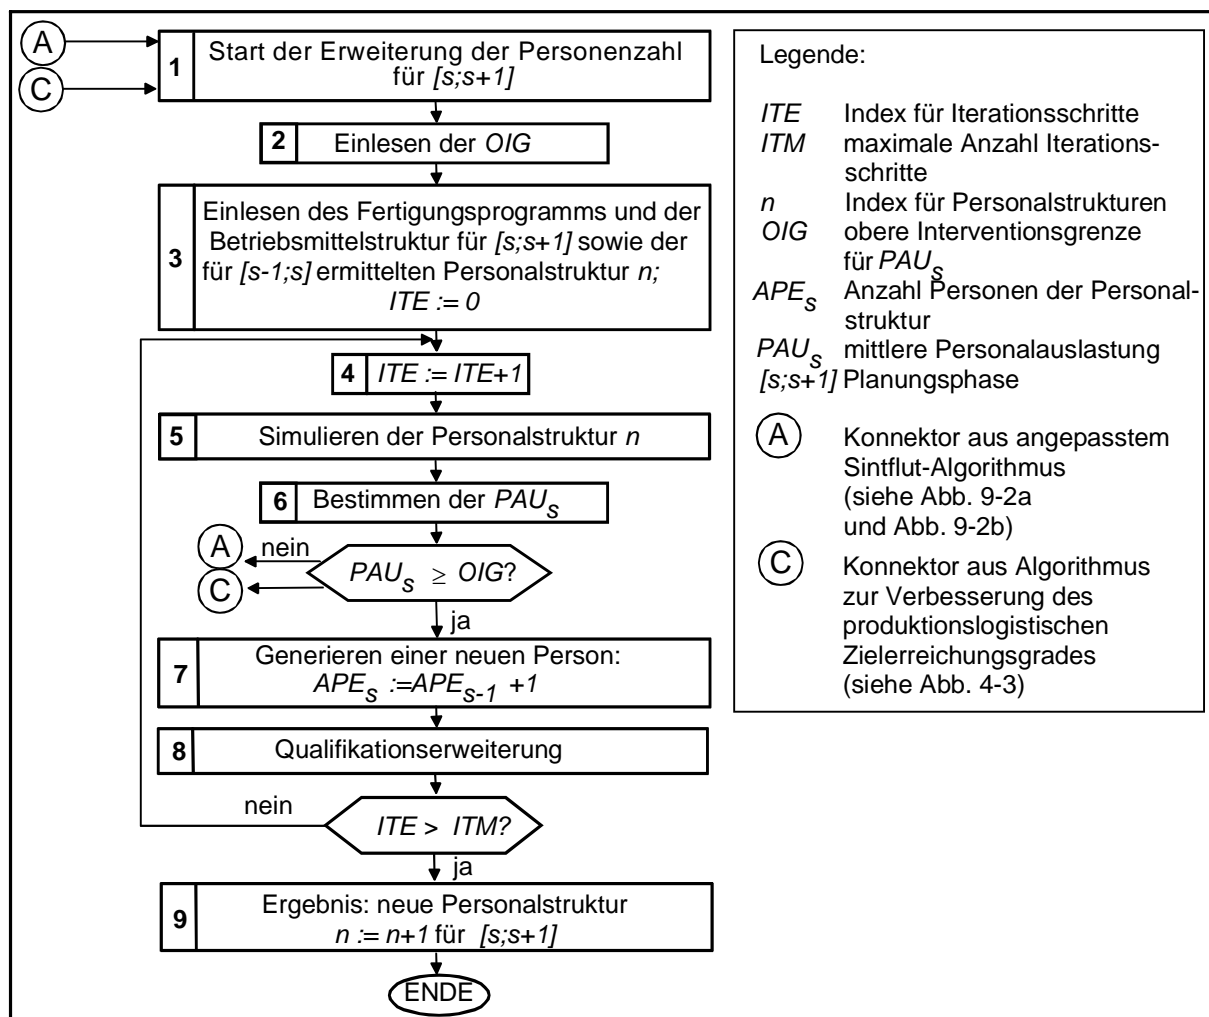 A
C
1
Start der Erweiterung der Personenzahl
für [s;s+1]
2
Einlesen der OIG
3
Einlesen des Fertigungsprogramms und der
Betriebsmittelstruktur für [s;s+1] sowie der
für [s-1;s] ermittelten Personalstruktur n;
ITE := 0
4
ITE := ITE+1
5
Simulieren der Personalstruktur n
6
Bestimmen der PAUs
A
nein
C
PAUs ≥ OIG?
ja
7
Generieren einer neuen Person:
APEs :=APEs-1 +1
8
Qualifikationserweiterung
nein
ITE > ITM?
ja
9
Ergebnis: neue Personalstruktur
n := n+1 für [s;s+1]
ENDE
Legende:
ITE Index für Iterationsschritte
ITM maximale Anzahl Iterations-
schritte
n Index für Personalstrukturen
OIG obere Interventionsgrenze
für PAUs
APEs Anzahl Personen der Personal-
struktur
PAUs mittlere Personalauslastung
[s;s+1] Planungsphase
A Konnektor aus angepasstem
Sintflut-Algorithmus
(siehe Abb. 9-2a
und Abb. 9-2b)
C Konnektor aus Algorithmus
zur Verbesserung des
produktionslogistischen
Zielerreichungsgrades
(siehe Abb. 4-3)